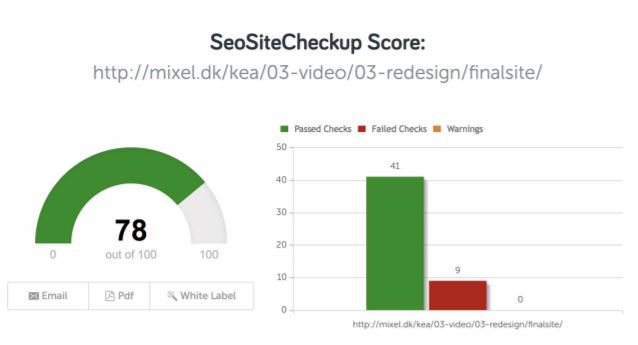 SeoSiteCheckup Score:
http://mixel.dk/kea/03-video/03-redesign/finalsite/
78
0 out of 100 100
Email Pdf White Label
Passed Checks Failed Checks Warnings
50
40
30
20
10
0
41
9
0
http://mixel.dk/kea/03-video/03-redesign/finalsite/